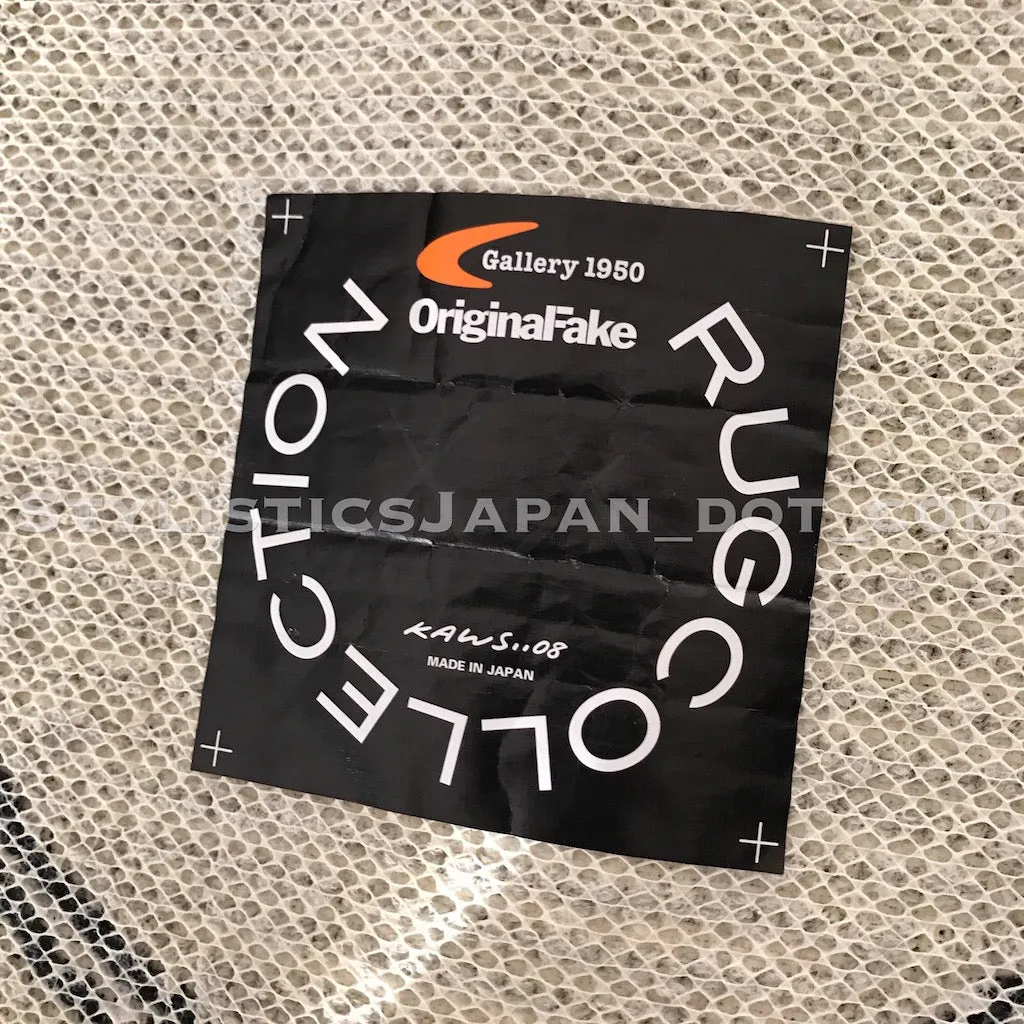 Gallery 1950
OriginalFake
RUG COLLECTION
StylisticsJapan_dot_com
KAWS..08
MADE IN JAPAN